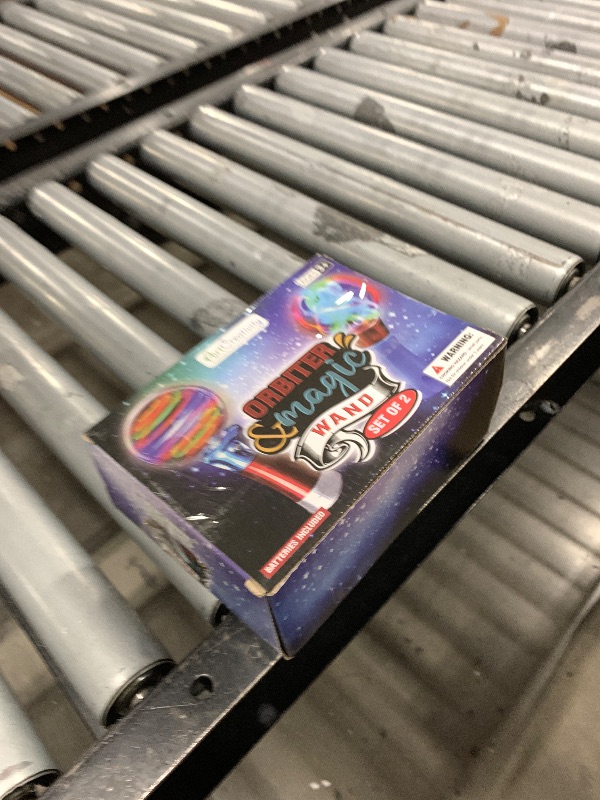 ORBITER
& magic
WAND
SET OF 2
WARNING:
BATTERIES INCLUDED